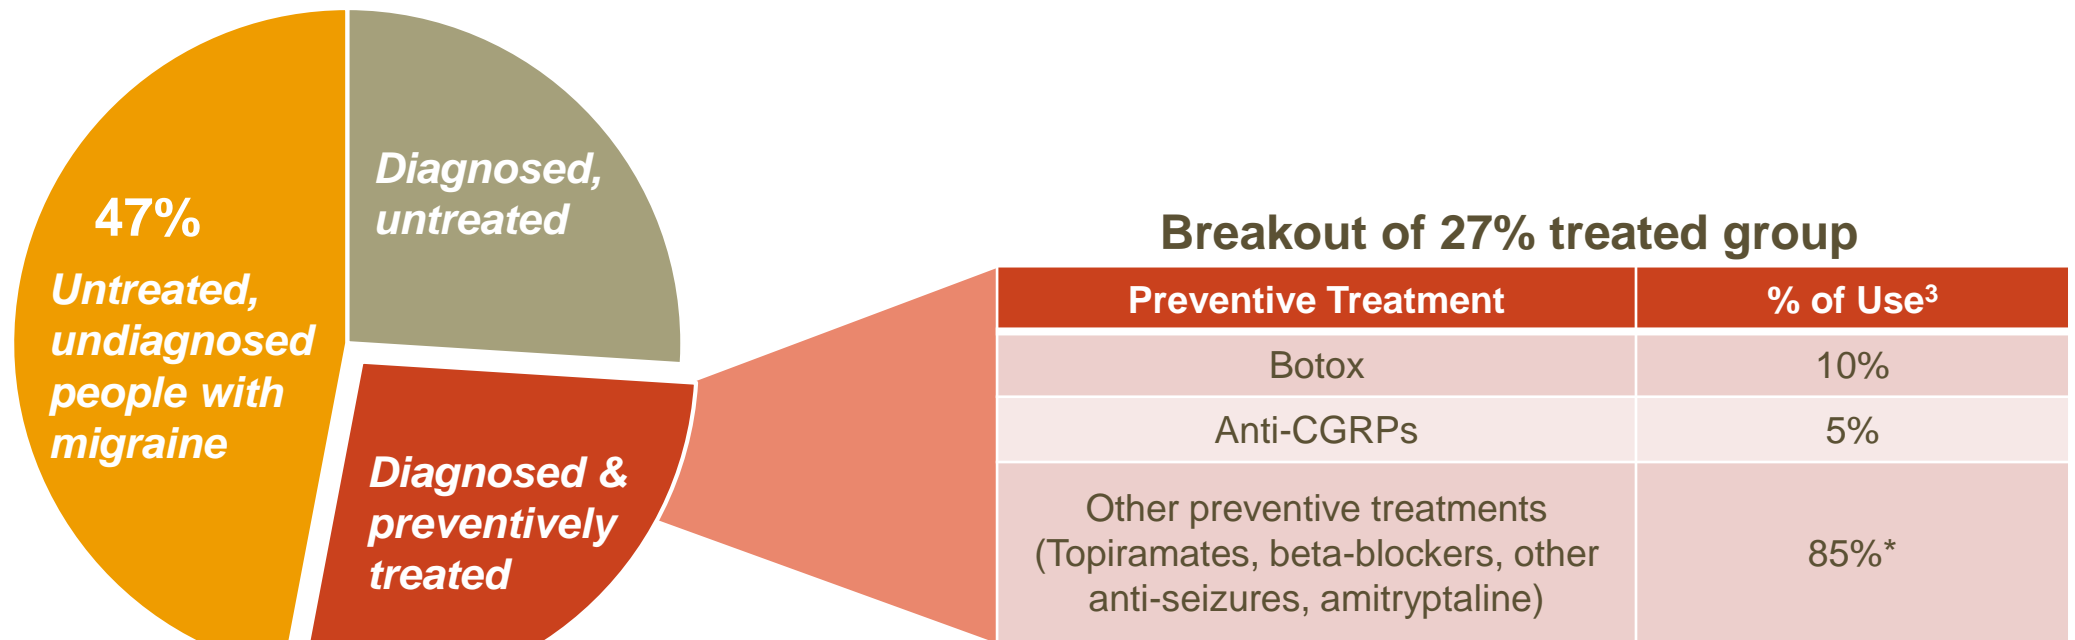 47%
Untreated,
undiagnosed
people with
migraine
Diagnosed,
untreated
Diagnosed &
preventively
treated
Breakout of 27% treated group
Preventive Treatment % of Use³
Botox 10%
Anti-CGRPs 5%
Other preventive treatments
(Topiramates, beta-blockers, other
anti-seizures, amitryptaline)
85%*